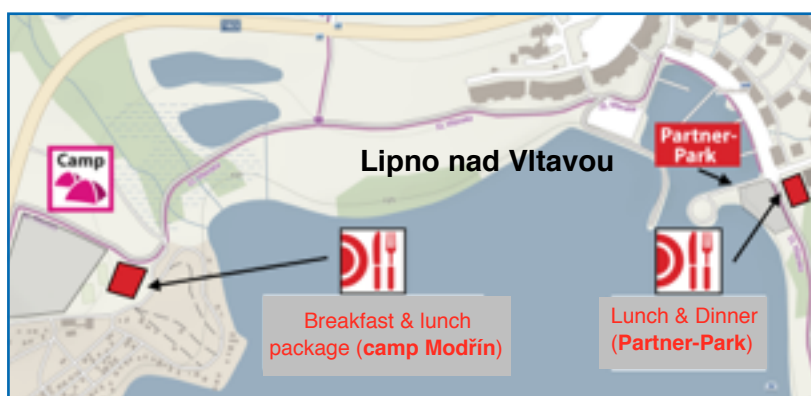 Camp
Lipno nad Vltavou
Partner-
Park
Breakfast & lunch
package (camp Modřín)
Lunch & Dinner
(Partner-Park)